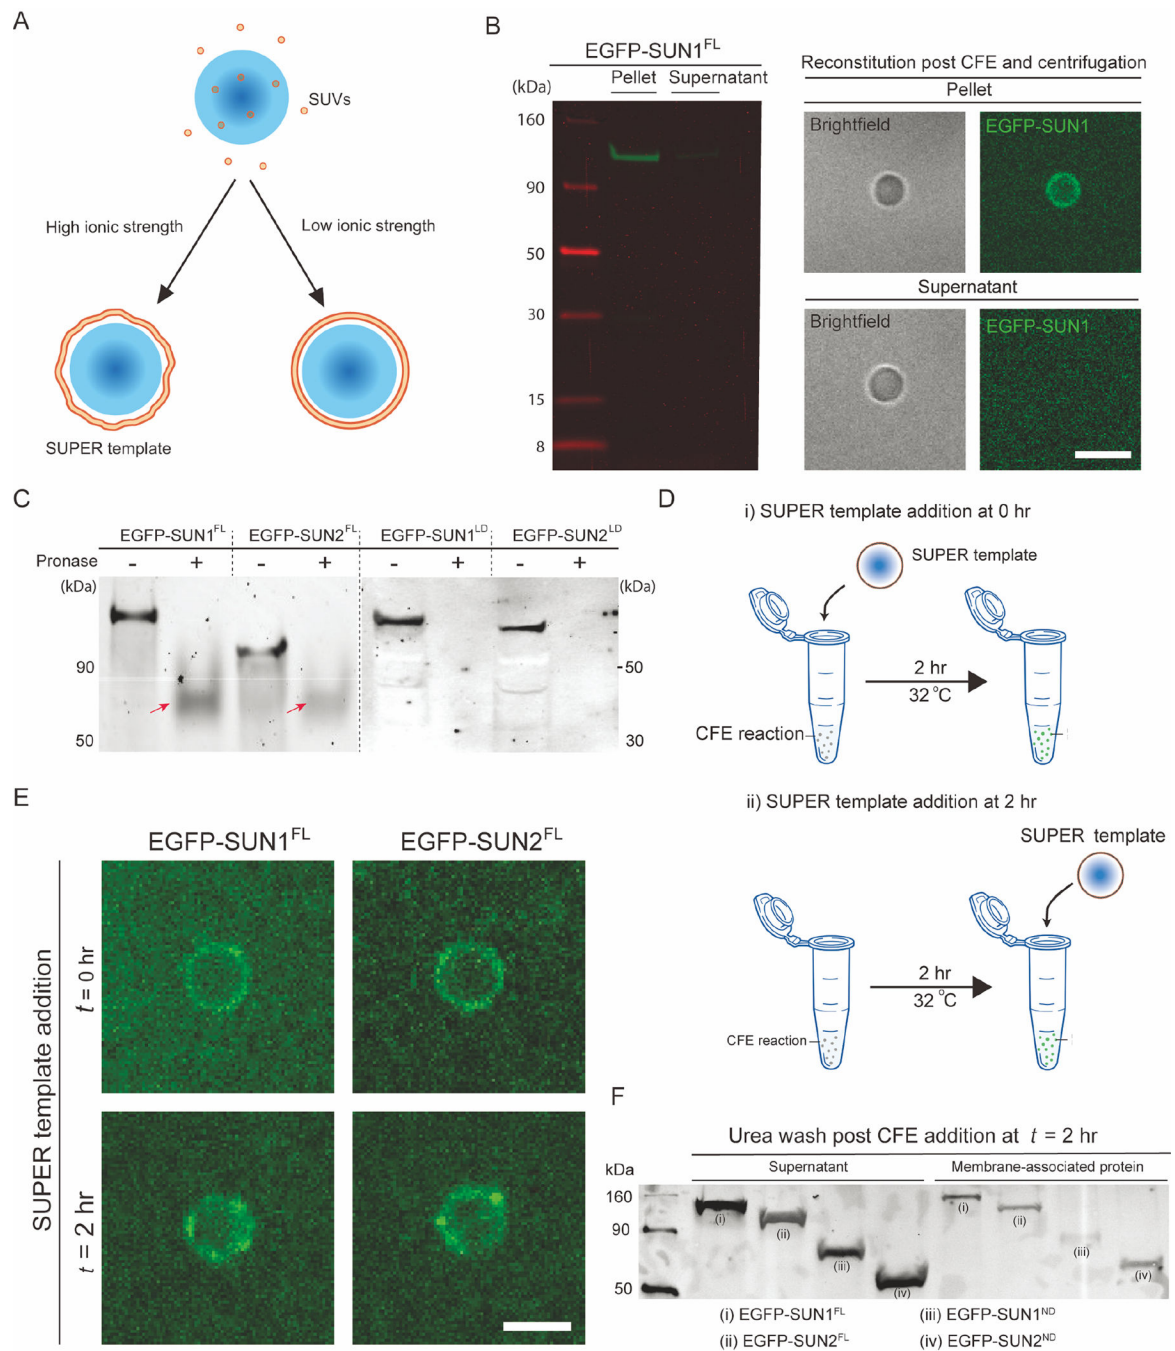 A
SUVs
High ionic strength
Low ionic strength
SUPER template
B
EGFP-SUN1FL
Pellet Supernatant
(kDa)
160
90
50
30
15
8
Reconstitution post CFE and centrifugation
Pellet
Brightfield
EGFP-SUN1
Supernatant
Brightfield
EGFP-SUN1
C
EGFP-SUN1FL EGFP-SUN2FL EGFP-SUN1LD EGFP-SUN2LD
Pronase - + - + - + - +
(kDa) (kDa)
90
50
50
30
D
i) SUPER template addition at 0 hr
SUPER template
2 hr
32 °C
CFE reaction
ii) SUPER template addition at 2 hr
SUPER template
2 hr
32 °C
CFE reaction
E
EGFP-SUN1FL EGFP-SUN2FL
SUPER template addition
t = 0 hr
t = 2 hr
F
Urea wash post CFE addition at t = 2 hr
kDa Supernatant Membrane-associated protein
160
90
50
(i) (ii) (iii) (iv) (i) (ii) (iii) (iv)
(i) EGFP-SUN1FL (iii) EGFP-SUN1ND
(ii) EGFP-SUN2FL (iv) EGFP-SUN2ND